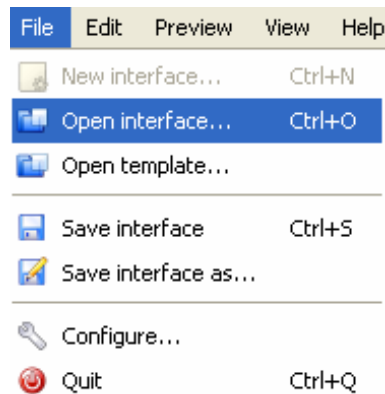 File Edit Preview View Help
New interface... Ctrl+N
Open interface... Ctrl+O
Open template...
Save interface Ctrl+S
Save interface as...
Configure...
Quit Ctrl+Q